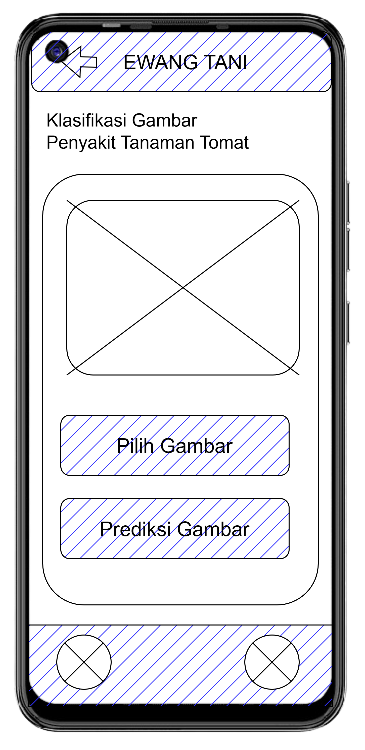 EWANG TANI
Klasifikasi Gambar
Penyakit Tanaman Tomat
Pilih Gambar
Prediksi Gambar